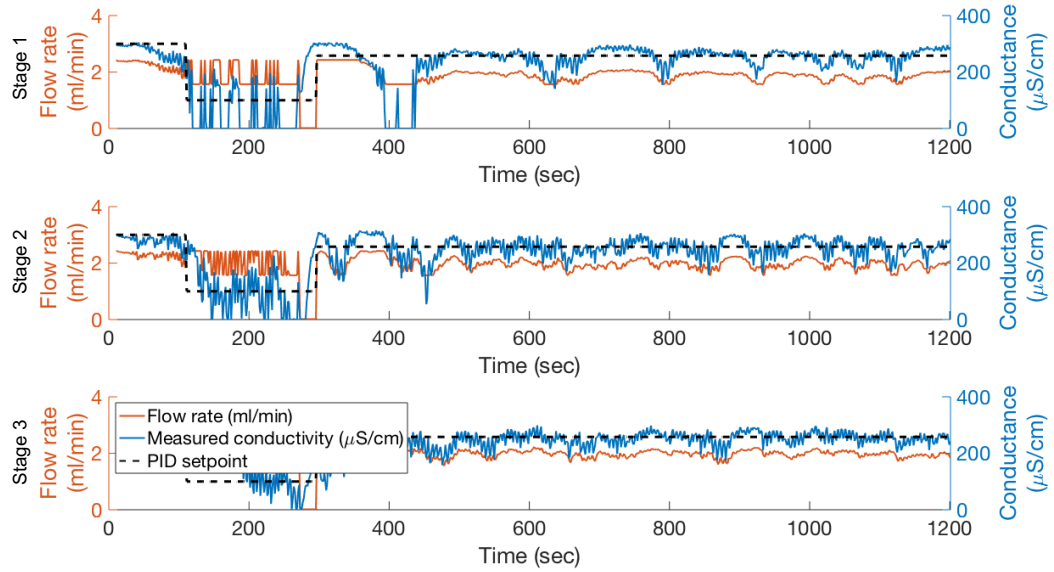 Stage 1
Flow rate
(ml/min)
4
2
0
400
200
0
Conductance
(μS/cm)
0 200 400 600 800 1000 1200
Time (sec)
Stage 2
Flow rate
(ml/min)
4
2
0
400
200
0
Conductance
(μS/cm)
0 200 400 600 800 1000 1200
Time (sec)
Stage 3
Flow rate
(ml/min)
4
2
0
Flow rate (ml/min)
Measured conductivity (μS/cm)
PID setpoint
400
200
0
Conductance
(μS/cm)
0 200 400 600 800 1000 1200
Time (sec)